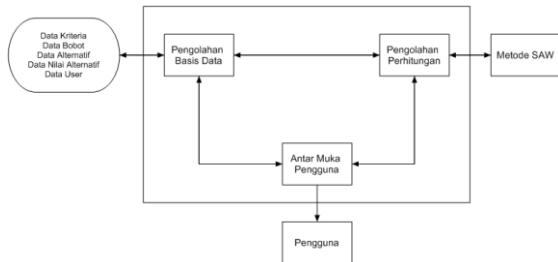 Data Kriteria
Data Bobot
Data Alternatif
Data Nilai Alternatif
Data User
Pengolahan
Basis Data
Pengolahan
Perhitungan
Metode SAW
Antar Muka
Pengguna
Pengguna